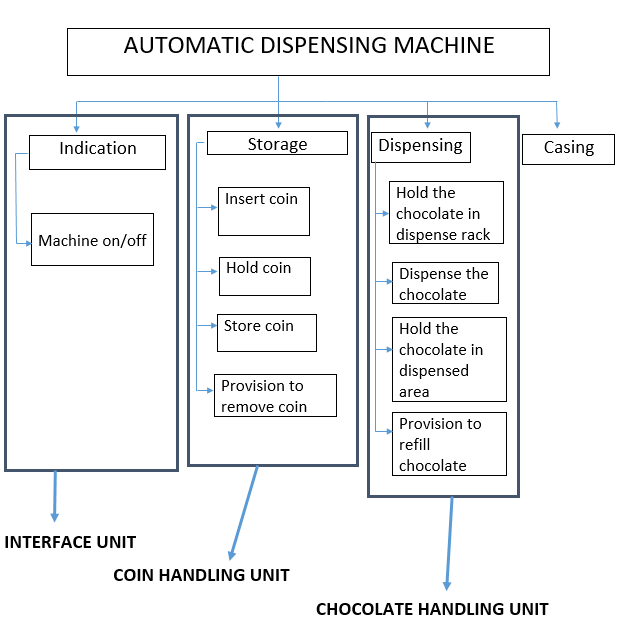 AUTOMATIC DISPENSING MACHINE
Indication
Machine on/off
Storage
Insert coin
Hold coin
Store coin
Provision to
remove coin
Dispensing
Hold the
chocolate in
dispense rack
Dispense the
chocolate
Hold the
chocolate in
dispensed
area
Provision to
refill
chocolate
Casing
INTERFACE UNIT
COIN HANDLING UNIT
CHOCOLATE HANDLING UNIT